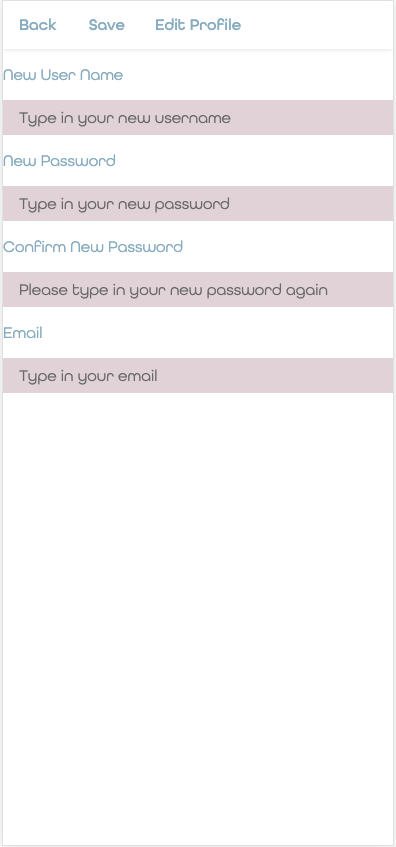 Back Save Edit Profile
New User Name
Type in your new username
New Password
Type in your new password
Confirm New Password
Please type in your new password again
Email
Type in your email